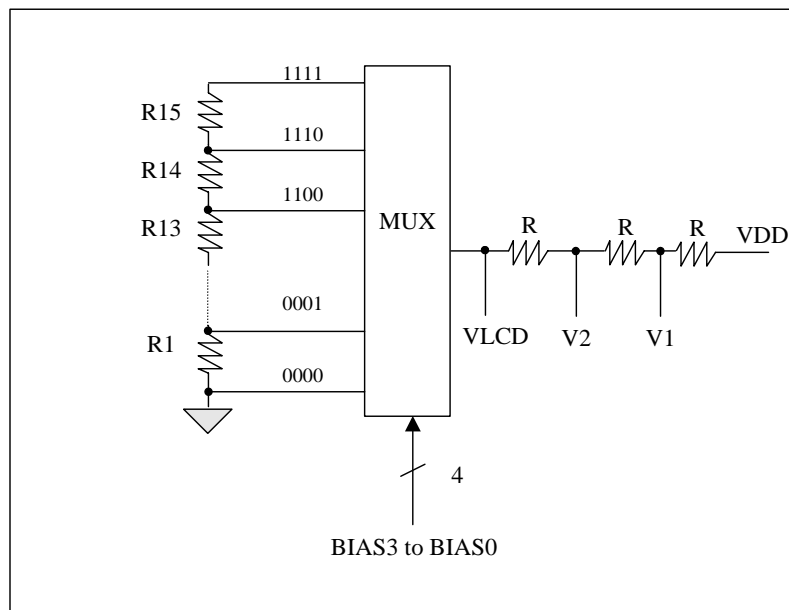 1111
R15
1110
R14
1100
R13
MUX
R
R
R
VDD
0001
VLCD
V2
V1
R1
0000
4
BIAS3 to BIAS0